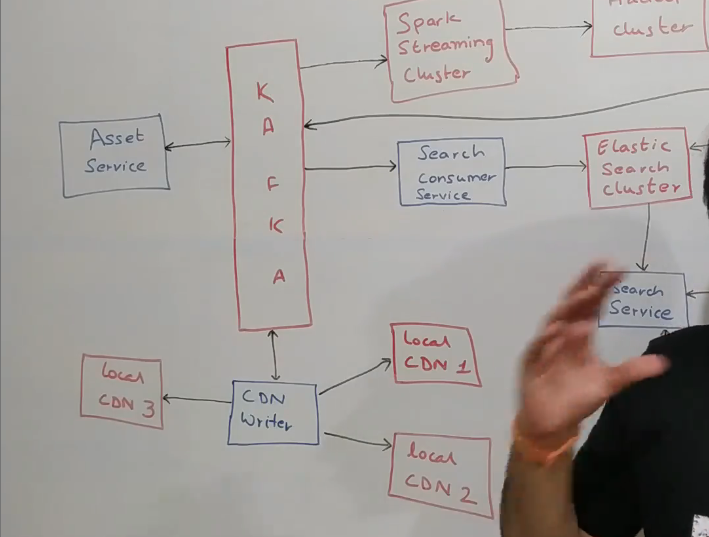 Spark
Streaming
Cluster
cluster
K
A
F
K
A
Asset
Service
Search
Consumer
Service
Elastic
Search
cluster
Search
Service
local
CDN 1
local
CDN 3
CDN
Writer
local
CDN 2